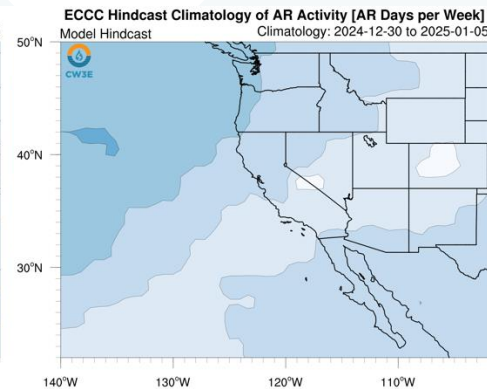 ECCC Hindcast Climatology of AR Activity [AR Days per Week]
Model Hindcast
Climatology: 2024-12-30 to 2025-01-05
50°N
CW3E
40°N
30°N
140°W 130°W 120°W 110°W